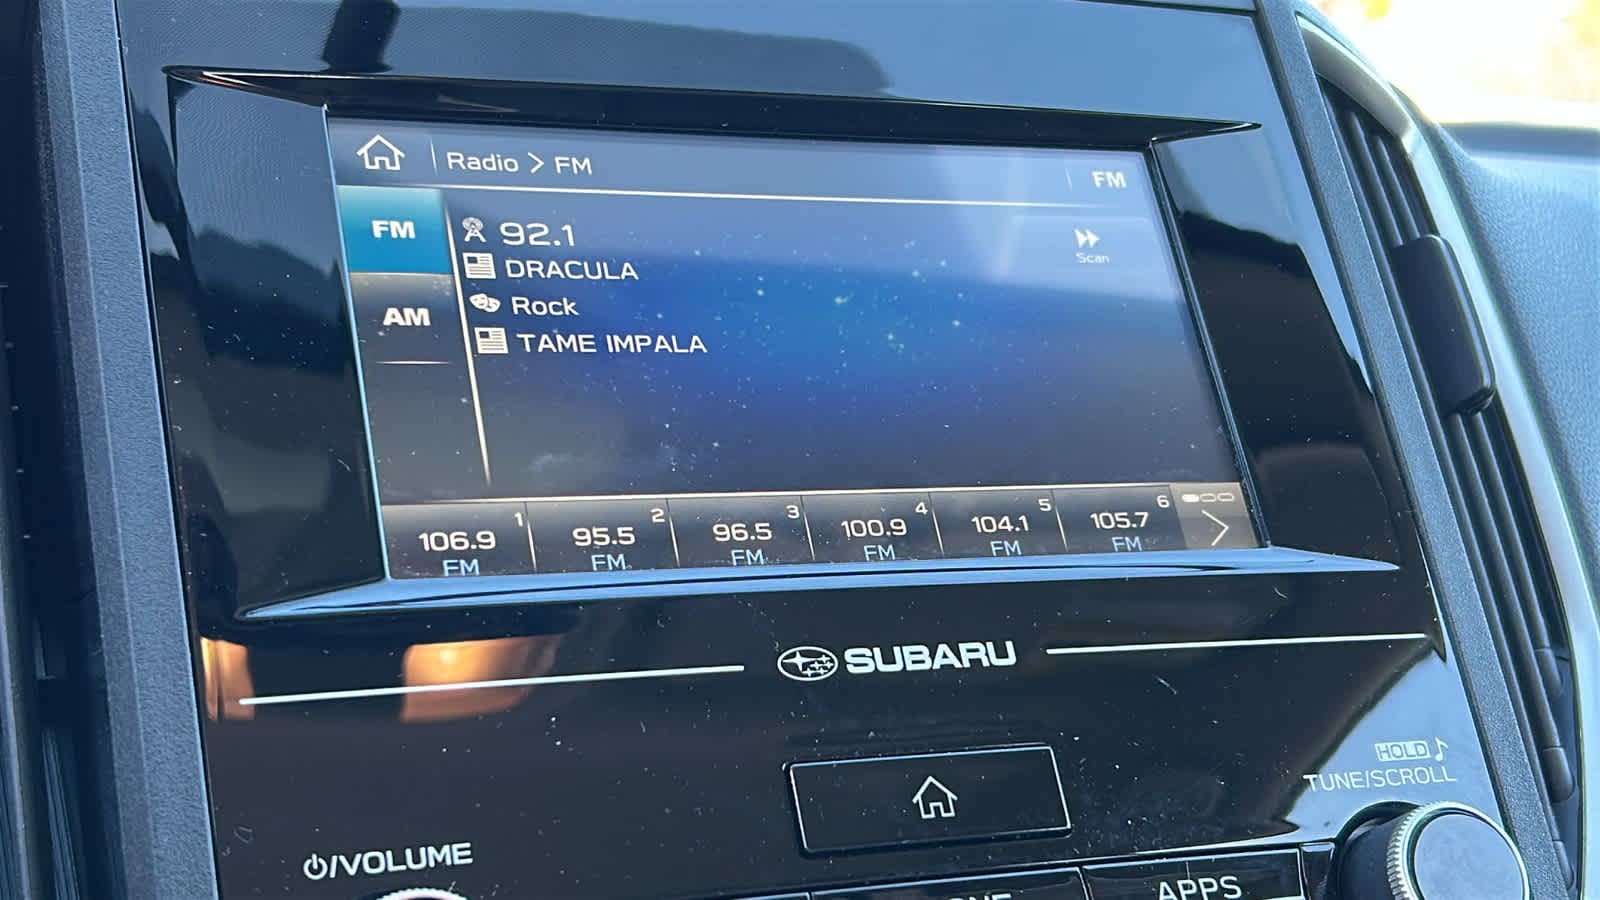 Radio > FM
FM
FM
92.1
Scan
DRACULA
AM
Rock
TAME IMPALA
106.9 1
FM
95.5 2
FM
96.5 3
FM
100.9 4
FM
104.1 5
FM
105.7 6
FM
SUBARU
HOLD
TUNE/SCROLL
/VOLUME
APPS